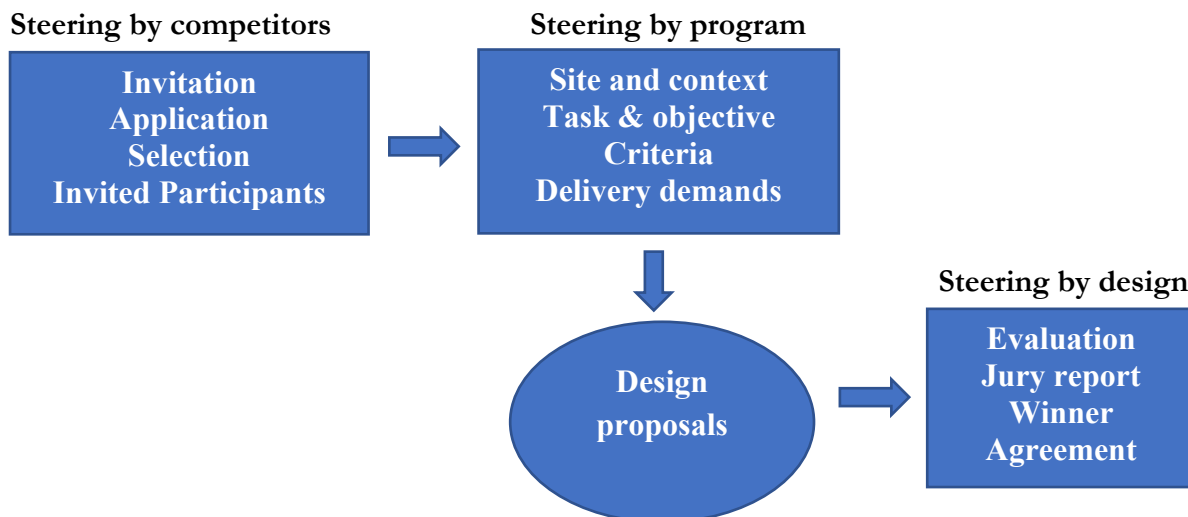 Steering by competitors
Invitation
Application
Selection
Invited Participants
Steering by program
Site and context
Task & objective
Criteria
Delivery demands
Design
proposals
Steering by design
Evaluation
Jury report
Winner
Agreement